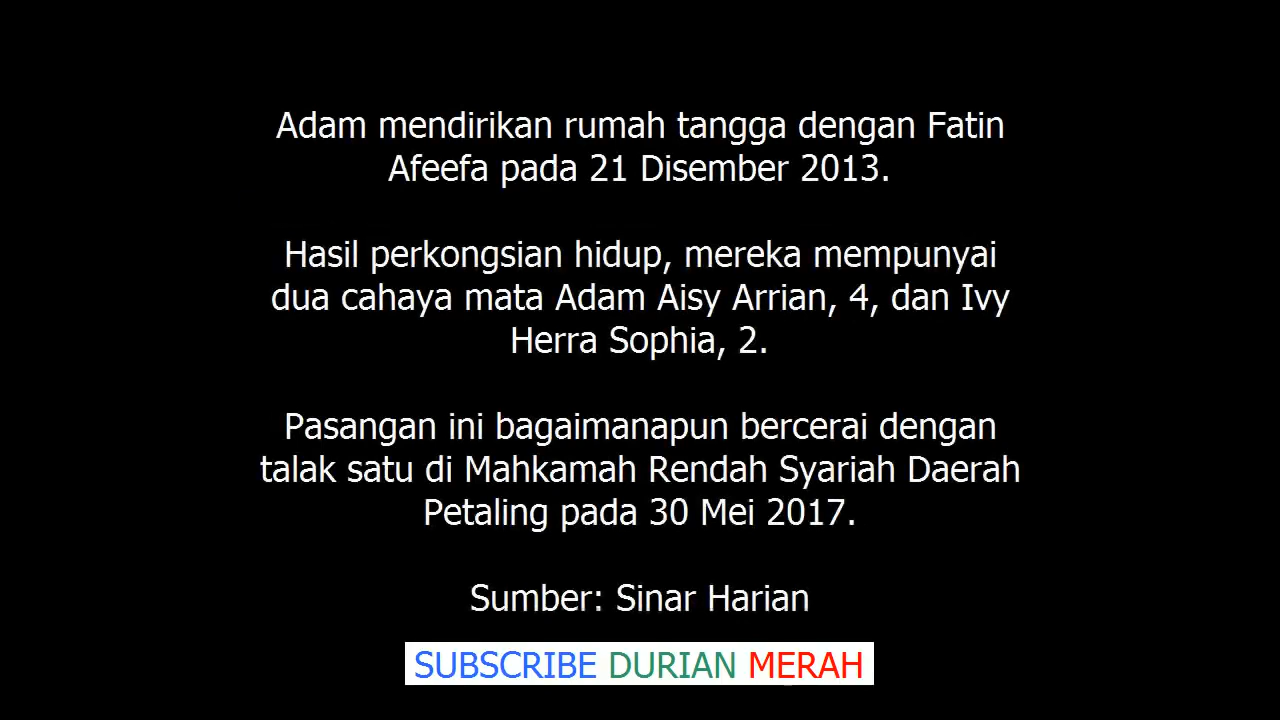 Adam mendirikan rumah tangga dengan Fatin
Afeefa pada 21 Disember 2013.
Hasil perkongsian hidup, mereka mempunyai
dua cahaya mata Adam Aisy Arrian, 4, dan Ivy
Herra Sophia, 2.
Pasangan ini bagaimanapun bercerai dengan
talak satu di Mahkamah Rendah Syariah Daerah
Petaling pada 30 Mei 2017.
Sumber: Sinar Harian
SUBSCRIBE DURIAN MERAH